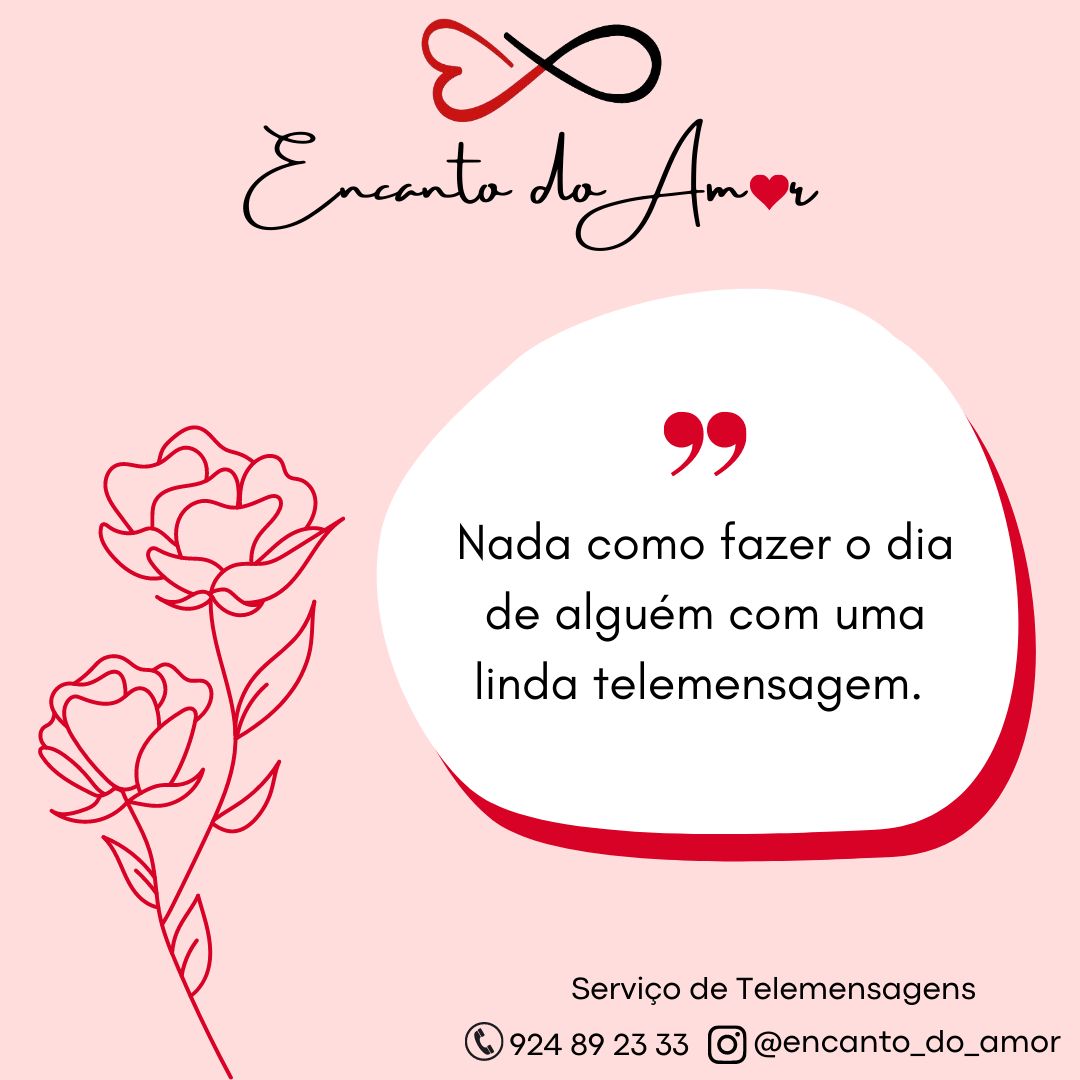 Encanto do Amor
”
Nada como fazer o dia
de alguém com uma
linda telemensagem.
Serviço de Telemensagens
924 89 23 33 @encanto_do_amor